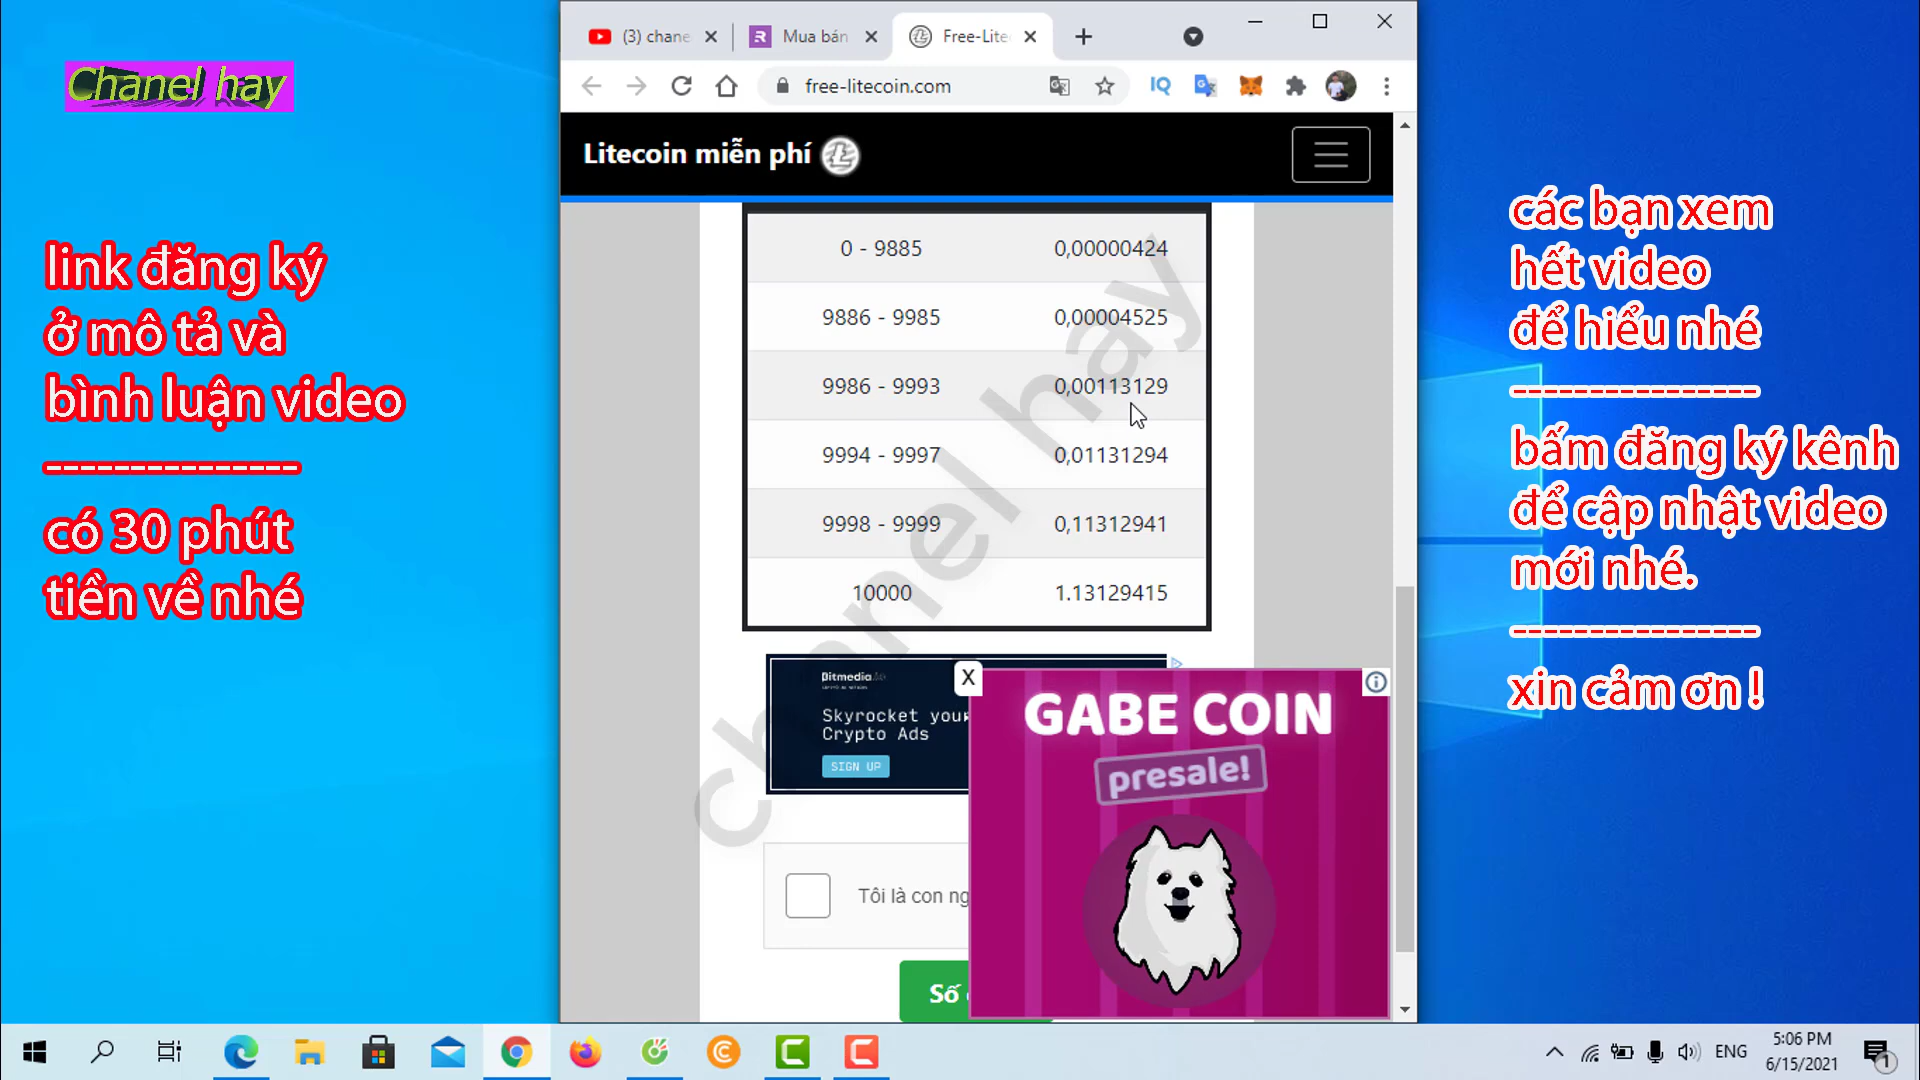 Chanel hay
link đăng ký
ở mô tả và
bình luận video
---------------
có 30 phút
tiền về nhé
(3) chane
Mua bán
Free-Lite
free-litecoin.com
Litecoin miễn phí
0 - 9885 0,00000424
9886 - 9985 0,00004525
9986 - 9993 0,00113129
9994 - 9997 0,01131294
9998 - 9999 0,11312941
10000 1.13129415
chanel hay
Bitmedia.io
Skyrocket your
Crypto Ads
SIGN UP
X
GABE COIN
presale!
Tôi là con ng
Số
các bạn xem
hết video
để hiểu nhé
----------------
bấm đăng ký kênh
để cập nhật video
mới nhé.
----------------
xin cảm ơn !
ENG
5:06 PM
6/15/2021
1